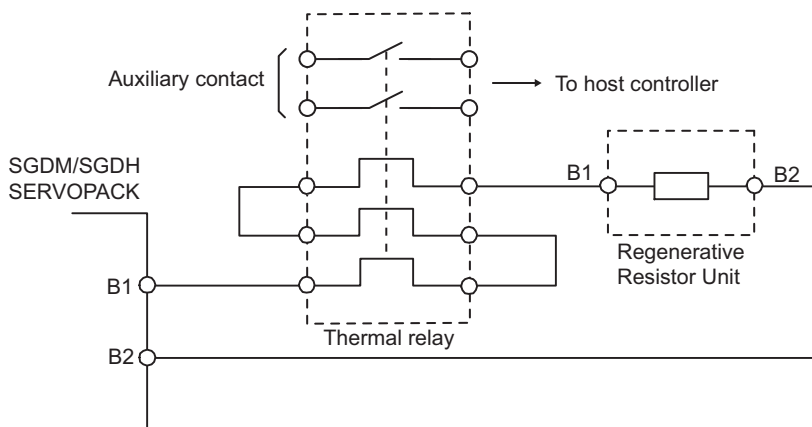 Auxiliary contact
To host controller
SGDM/SGDH
SERVOPACK
B1
B2
Regenerative
Resistor Unit
B1
Thermal relay
B2